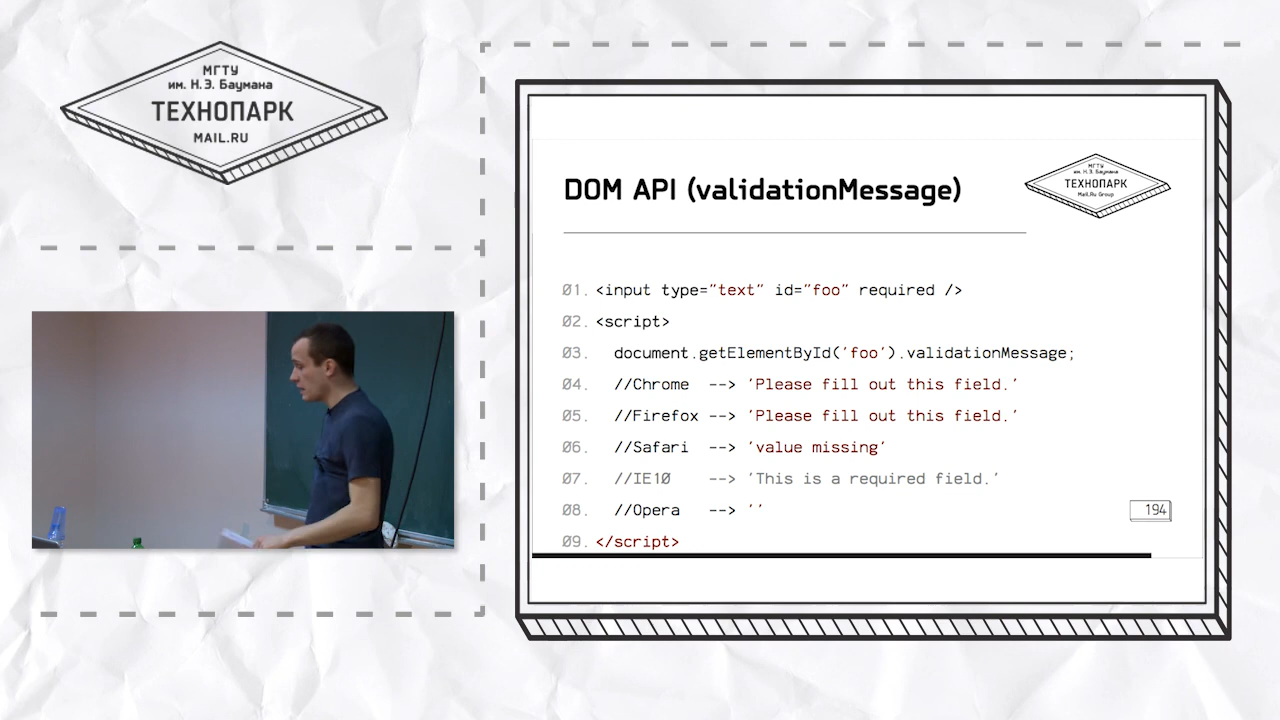 МГТУ
им. Н.Э. Баумана
ТЕХНОПАРК
MAIL.RU
DOM API (validationMessage)
МГТУ
им. Н.Э. Баумана
ТЕХНОПАРК
Mail.Ru Group
01. <input type="text" id="foo" required />
02. <script>
03. document.getElementById('foo').validationMessage;
04. //Chrome --> 'Please fill out this field.'
05. //Firefox --> 'Please fill out this field.'
06. //Safari --> 'value missing'
07. //IE10 --> 'This is a required field.'
08. //Opera --> ''
194
09. </script>